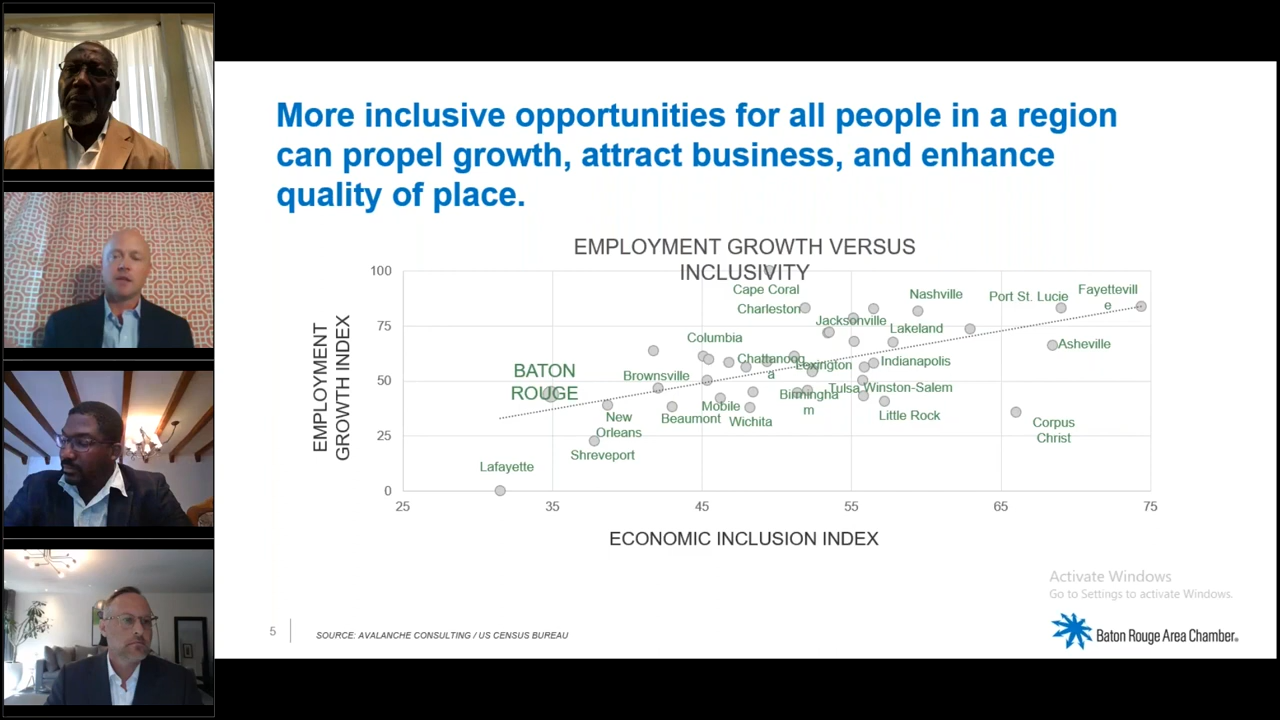 More inclusive opportunities for all people in a region
can propel growth, attract business, and enhance
quality of place.
EMPLOYMENT GROWTH VERSUS
INCLUSIVITY
EMPLOYMENT
GROWTH INDEX
100
75
50
25
0
Cape Coral
Charleston
Nashville
Port St. Lucie
Fayettevill
e
Jacksonville
Lakeland
Columbia
Asheville
Chattanoog
a
Lexington
Indianapolis
BATON
ROUGE
Brownsville
Birmingha
m
Tulsa
Winston-Salem
New
Orleans
Beaumont
Mobile
Wichita
Little Rock
Corpus
Christ
Shreveport
Lafayette
25
35
45
55
65
75
ECONOMIC INCLUSION INDEX
Activate Windows
Go to Settings to activate Windows.
5
SOURCE: AVALANCHE CONSULTING / US CENSUS BUREAU
Baton Rouge Area Chamber.